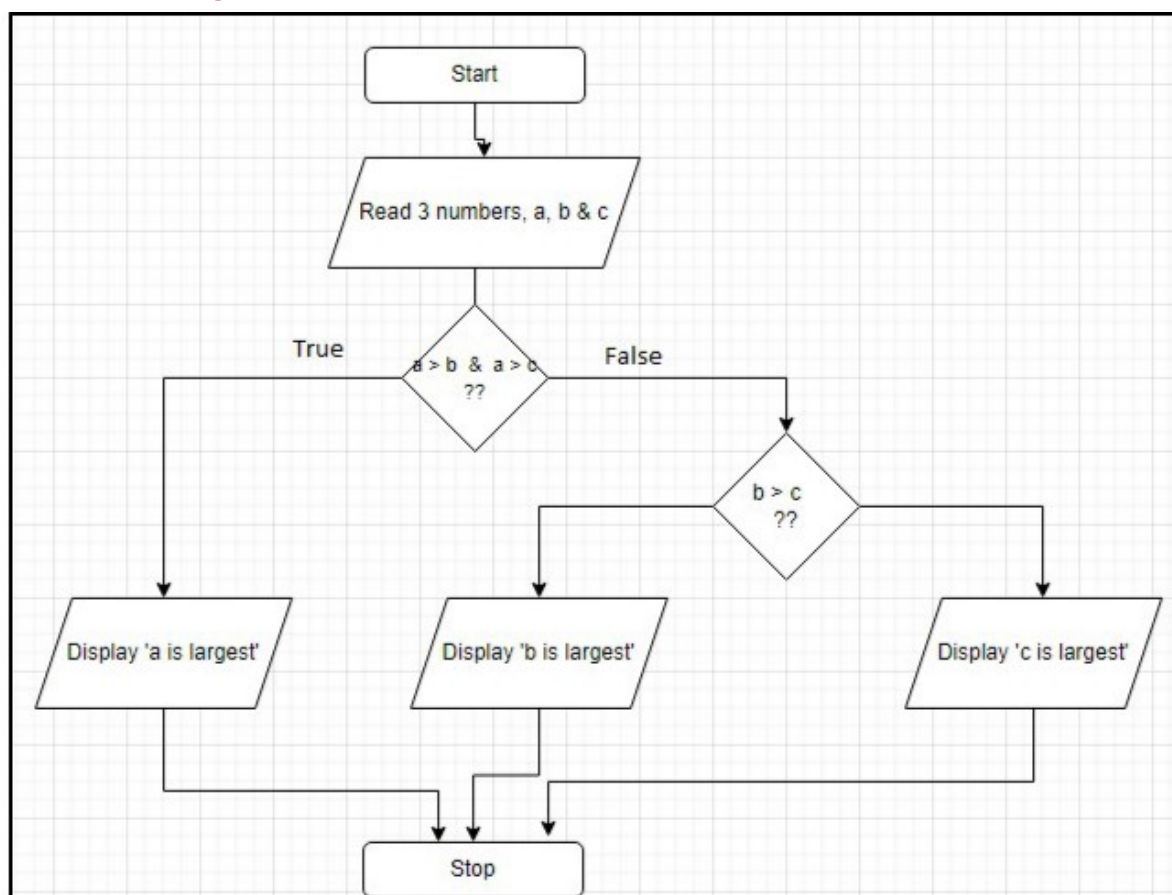 Start
Read 3 numbers, a, b & c
True
a > b & a > c
??
False
b > c
??
Display 'a is largest'
Display 'b is largest'
Display 'c is largest'
Stop